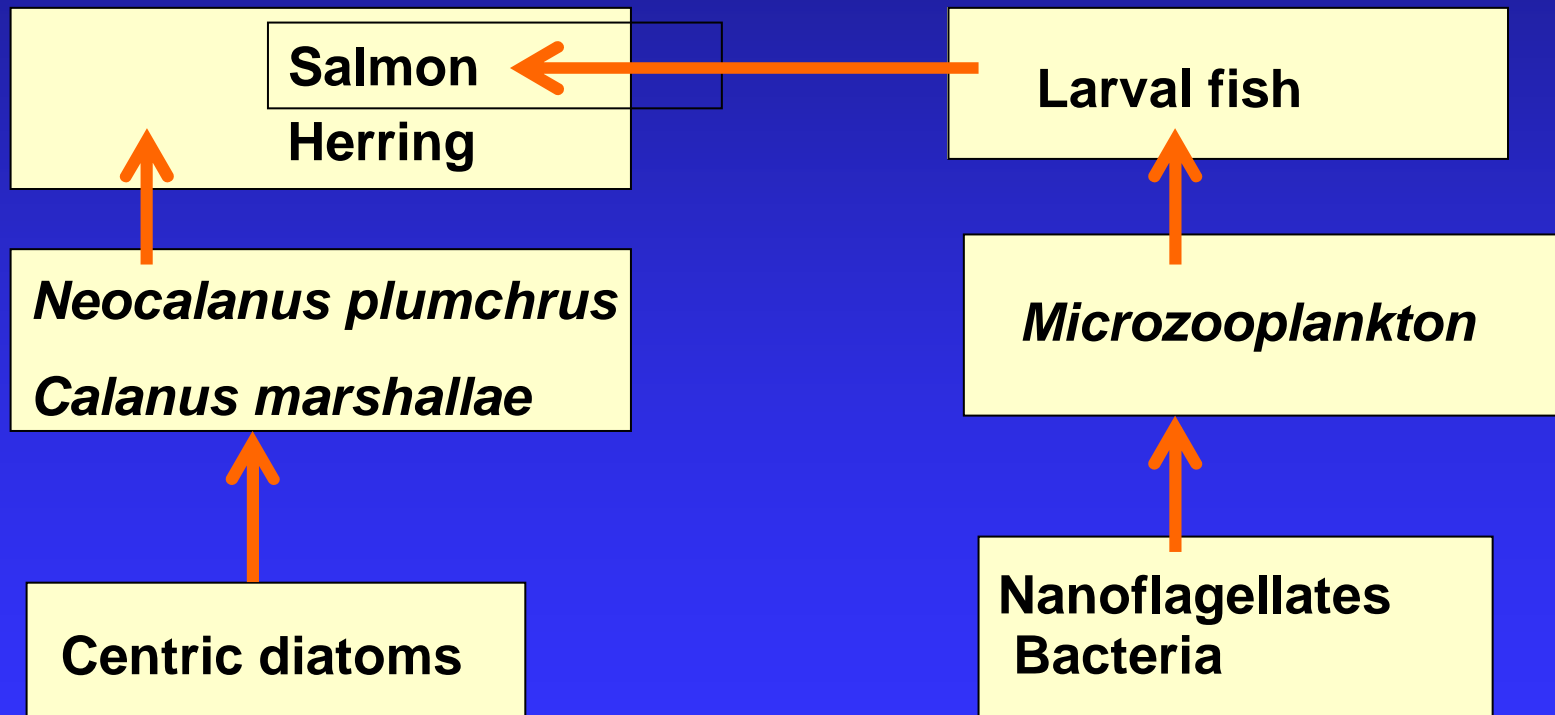 Salmon
Herring
Larval fish
Neocalanus plumchrus
Calanus marshallae
Microzooplankton
Centric diatoms
Nanoflagellates
Bacteria